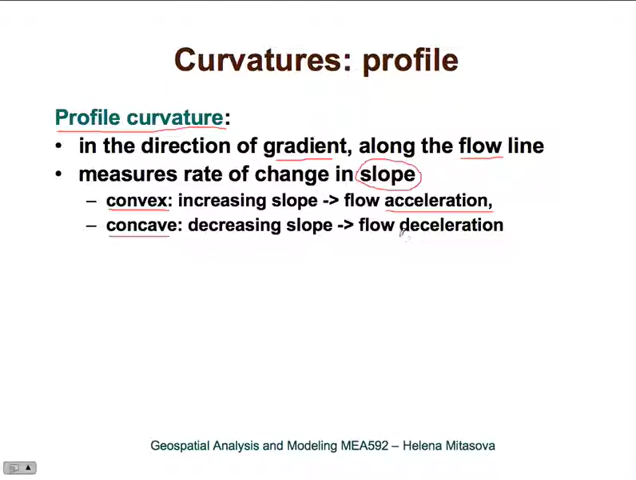 Curvatures: profile
Profile curvature:
• in the direction of gradient, along the flow line
• measures rate of change in slope
– convex: increasing slope -> flow acceleration,
– concave: decreasing slope -> flow deceleration
Geospatial Analysis and Modeling MEA592 – Helena Mitasova